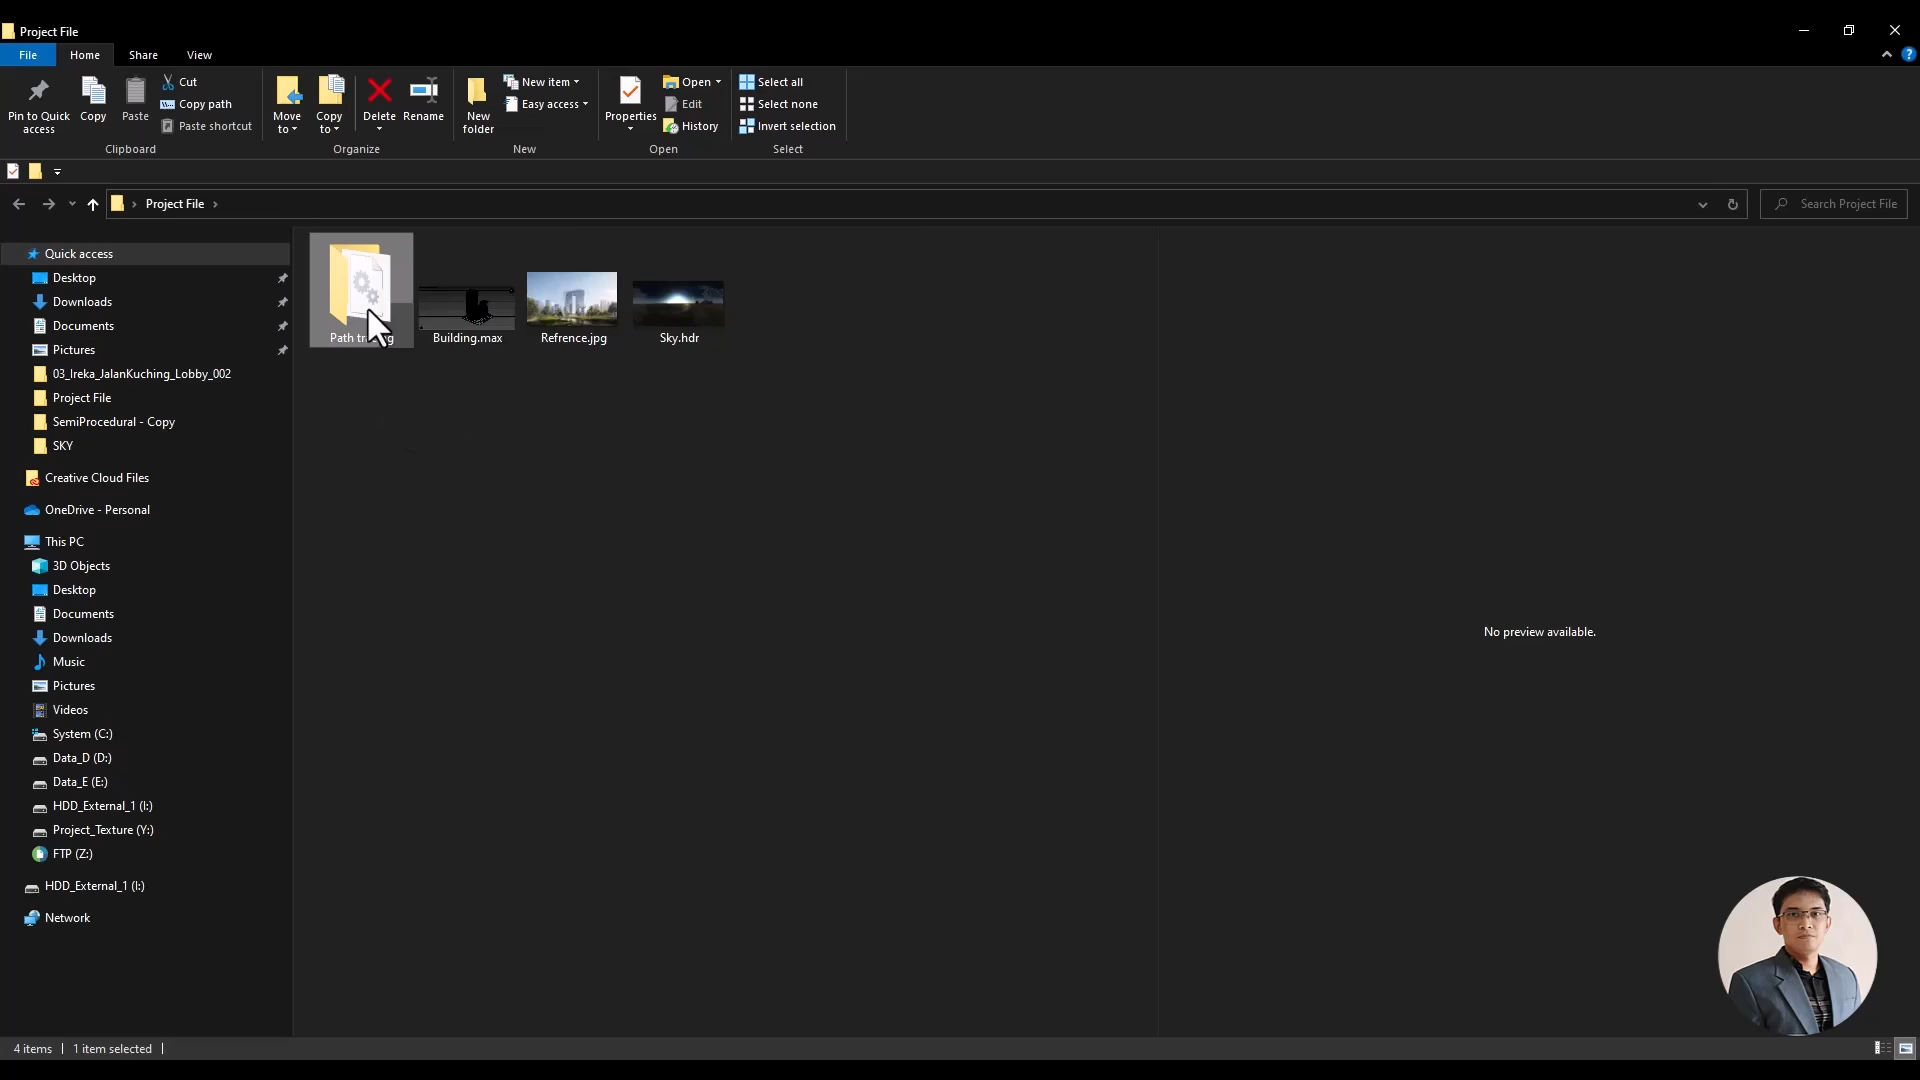 Project File
File
Home
Share
View
?
Pin to Quick access
Copy
Paste
Cut
Copy path
Paste shortcut
Clipboard
Move to
Copy to
Delete
Rename
Organize
New folder
New item
Easy access
New
Properties
Open
Edit
History
Open
Select all
Select none
Invert selection
Select
Project File
Search Project File
Quick access
Desktop
Downloads
Documents
Pictures
03_Ireka_JalanKuching_Lobby_002
Project File
SemiProcedural - Copy
SKY
Creative Cloud Files
OneDrive - Personal
This PC
3D Objects
Desktop
Documents
Downloads
Music
Pictures
Videos
System (C:)
Data_D (D:)
Data_E (E:)
HDD_External_1 (I:)
Project_Texture (Y:)
FTP (Z:)
HDD_External_1 (I:)
Network
Path
Building.max
Refrence.jpg
Sky.hdr
No preview available.
4 items
1 item selected